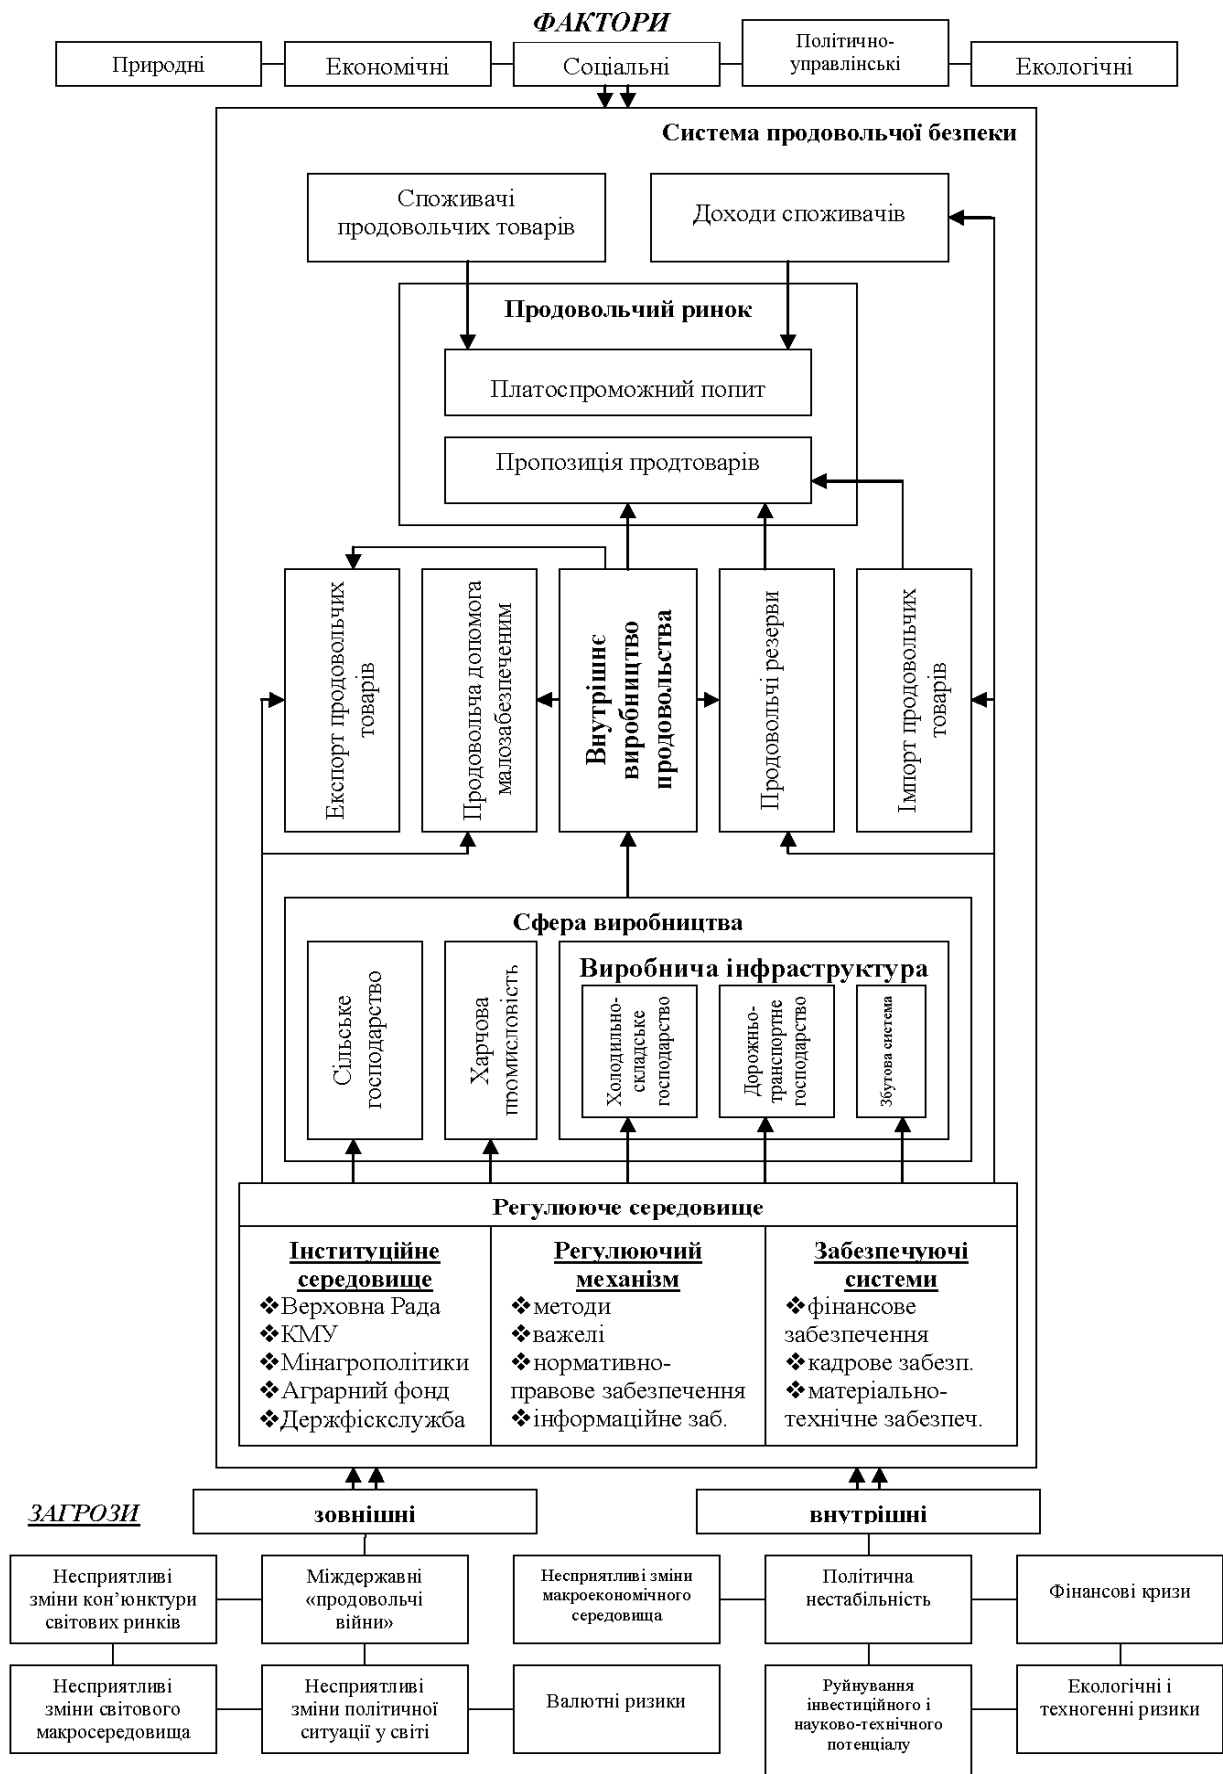 ФАКТОРИ
Природні
Економічні
Соціальні
Політично-
управлінські
Екологічні
Система продовольчої безпеки
Споживачі
продовольчих товарів
Доходи споживачів
Продовольчий ринок
Платоспроможний попит
Пропозиція продтоварів
Експорт продовольчих
товарів
Продовольча допомога
малозабезпеченим
Внутрішнє
виробництво
продовольства
Продовольчі резерви
Імпорт продовольчих
товарів
Сфера виробництва
Сільське
господарство
Харчова
промисловість
Виробнича інфраструктура
Холодильно-
складське
господарство
Дорожньо-
транспортне
господарство
Збутова система
Регулююче середовище
Інституційне
середовище
❖Верховна Рада
❖КМУ
❖Мінагрополітики
❖Аграрний фонд
❖Держфіскслужба
Регулюючий
механізм
❖методи
❖важелі
❖нормативно-
правове забезпечення
❖інформаційне заб.
Забезпечуючі
системи
❖фінансове
забезпечення
❖кадрове забезп.
❖матеріально-
технічне забезпеч.
ЗАГРОЗИ
зовнішні
внутрішні
Несприятливі
зміни кон’юнктури
світових ринків
Міждержавні
«продовольчі
війни»
Несприятливі зміни
макроекономічного
середовища
Політична
нестабільність
Фінансові кризи
Несприятливі
зміни світового
макросередовища
Несприятливі
зміни політичної
ситуації у світі
Валютні ризики
Руйнування
інвестиційного і
науково-технічного
потенціалу
Екологічні і
техногенні ризики